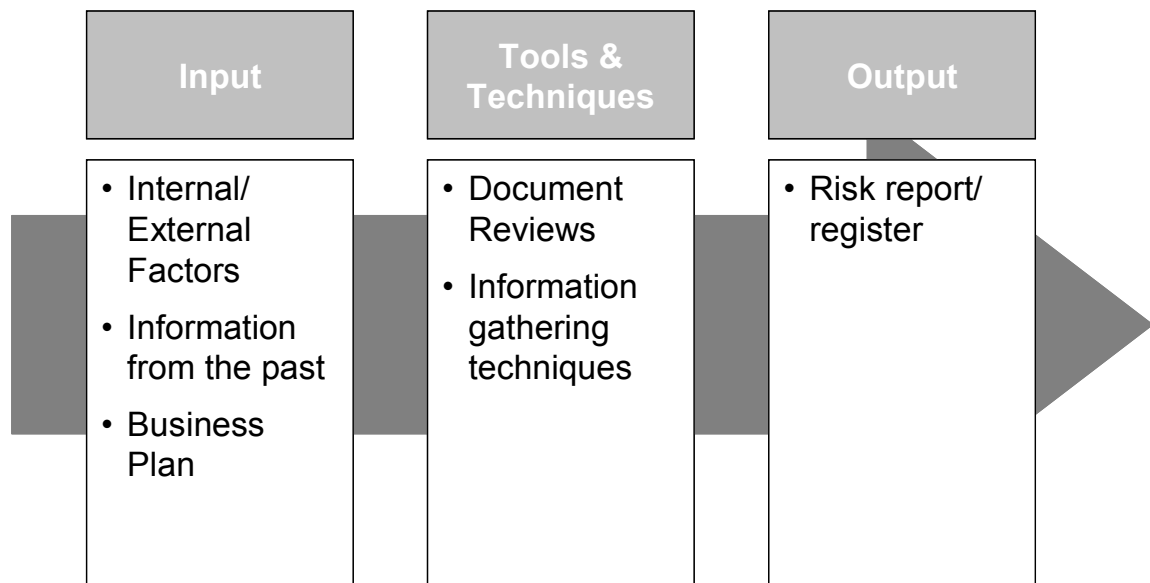 Input
Tools &
Techniques
Output
• Internal/
External
Factors
• Information
from the past
• Business
Plan
• Document
Reviews
• Information
gathering
techniques
• Risk report/
register